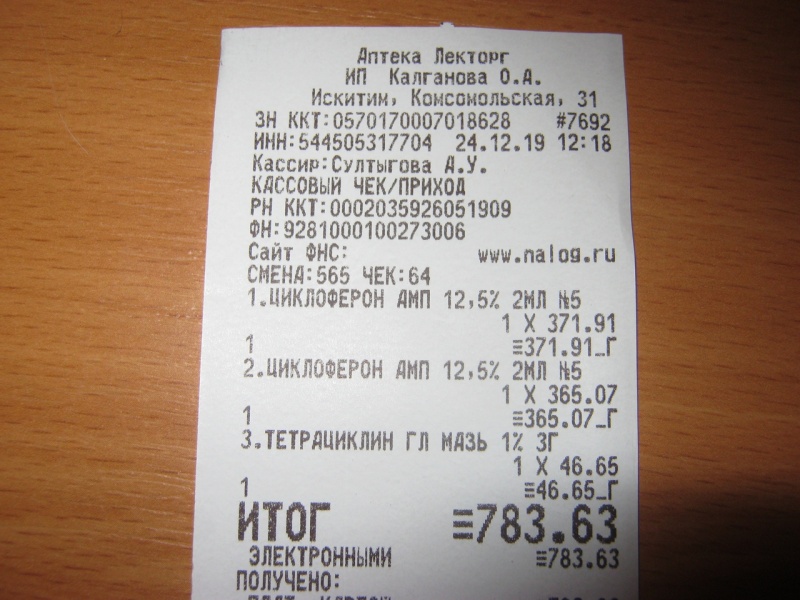 Аптека Лекторг
ИП Калганова О.А.
Искитим, Комсомольская, 31
ЗН ККТ:0570170007018628 #7692
ИНН:544505317704 24.12.19 12:18
Кассир:Султыгова А.У.
КАССОВЫЙ ЧЕК/ПРИХОД
РН ККТ:0002035926051909
ФН:9281000100273006
Сайт ФНС: www.nalog.ru
СМЕНА:565 ЧЕК:64
1.ЦИКЛОФЕРОН АМП 12,5% 2МЛ №5
1 X 371.91
1 ≡371.91_Г
2.ЦИКЛОФЕРОН АМП 12,5% 2МЛ №5
1 X 365.07
1 ≡365.07_Г
3.ТЕТРАЦИКЛИН ГЛ МАЗЬ 1% 3Г
1 X 46.65
1 ≡46.65_Г
ИТОГ ≡783.63
ЭЛЕКТРОННЫМИ ≡783.63
ПОЛУЧЕНО: